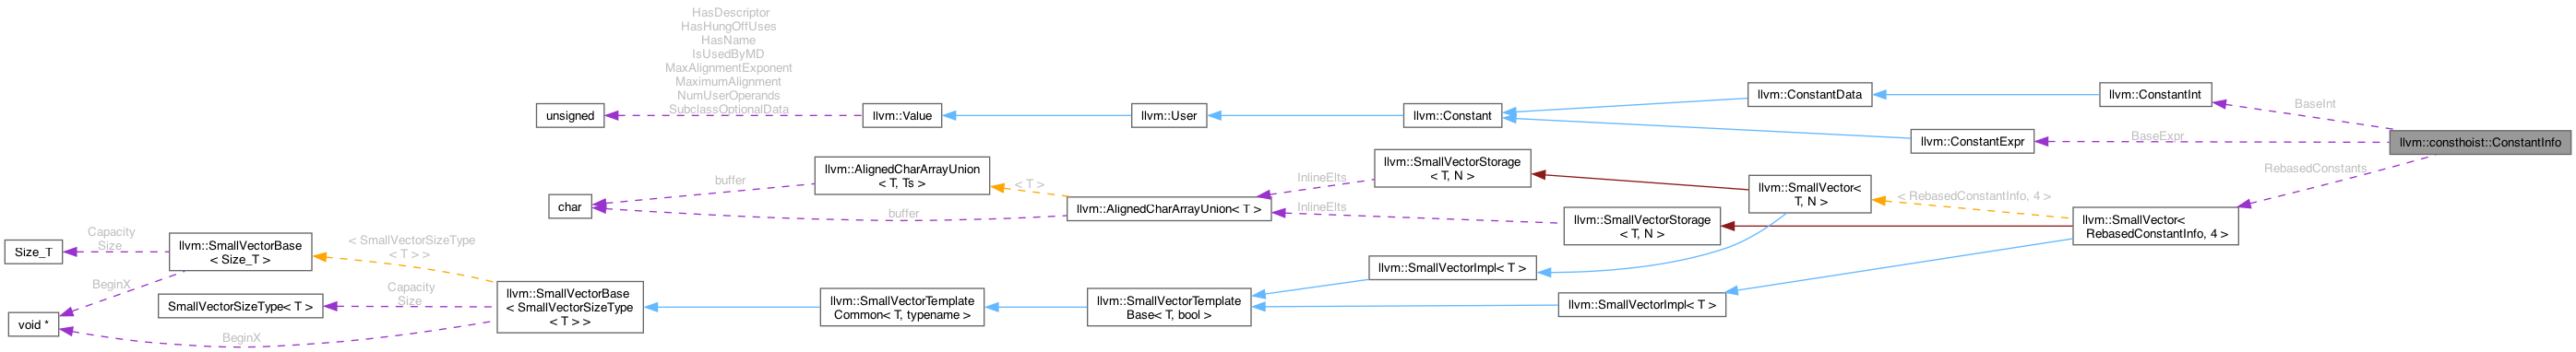 HasDescriptor
HasHungOffUses
HasName
IsUsedByMD
MaxAlignmentExponent
MaximumAlignment
NumUserOperands
SubclassOptionalData
unsigned
llvm::Value
llvm::User
llvm::Constant
llvm::ConstantData
llvm::ConstantInt
BaseInt
llvm::ConstantExpr
BaseExpr
llvm::consthoist::ConstantInfo
RebasedConstants
llvm::AlignedCharArrayUnion
< T, Ts >
buffer
char
buffer
< T >
llvm::AlignedCharArrayUnion< T >
InlineElts
InlineElts
llvm::SmallVectorStorage
< T, N >
llvm::SmallVectorStorage
< T, N >
llvm::SmallVector<
T, N >
< RebasedConstantInfo, 4 >
llvm::SmallVector<
RebasedConstantInfo, 4 >
Size_T
Capacity
Size
llvm::SmallVectorBase
< Size_T >
< SmallVectorSizeType
< T > >
BeginX
void *
SmallVectorSizeType< T >
Capacity
Size
BeginX
llvm::SmallVectorBase
< SmallVectorSizeType
< T > >
llvm::SmallVectorTemplate
Common< T, typename >
llvm::SmallVectorTemplate
Base< T, bool >
llvm::SmallVectorImpl< T >
llvm::SmallVectorImpl< T >